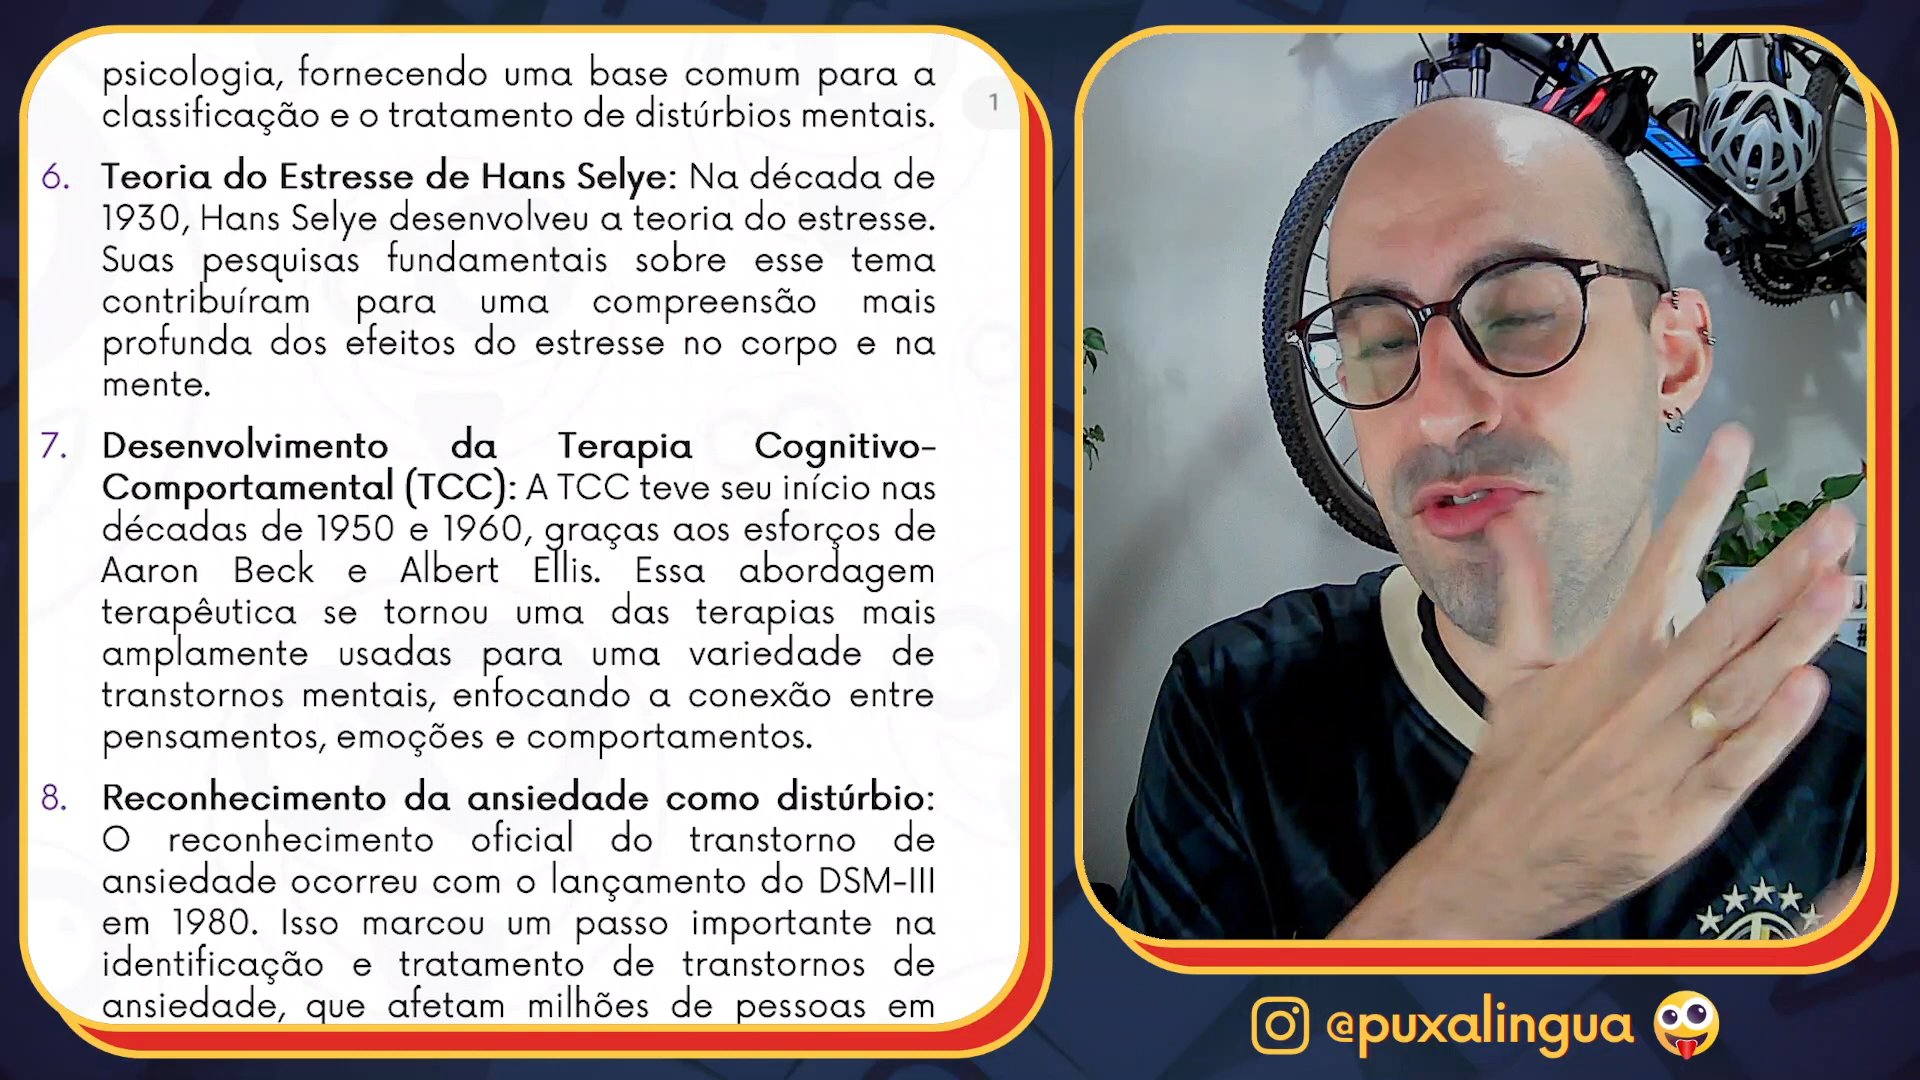 psicologia, fornecendo uma base comum para a
classificação e o tratamento de distúrbios mentais.
1
6. Teoria do Estresse de Hans Selye: Na década de
1930, Hans Selye desenvolveu a teoria do estresse.
Suas pesquisas fundamentais sobre esse tema
contribuíram para uma compreensão mais
profunda dos efeitos do estresse no corpo e na
mente.
7. Desenvolvimento da Terapia Cognitivo-
Comportamental (TCC): A TCC teve seu início nas
décadas de 1950 e 1960, graças aos esforços de
Aaron Beck e Albert Ellis. Essa abordagem
terapêutica se tornou uma das terapias mais
amplamente usadas para uma variedade de
transtornos mentais, enfocando a conexão entre
pensamentos, emoções e comportamentos.
8. Reconhecimento da ansiedade como distúrbio:
O reconhecimento oficial do transtorno de
ansiedade ocorreu com o lançamento do DSM-III
em 1980. Isso marcou um passo importante na
identificação e tratamento de transtornos de
ansiedade, que afetam milhões de pessoas em
@puxalingua